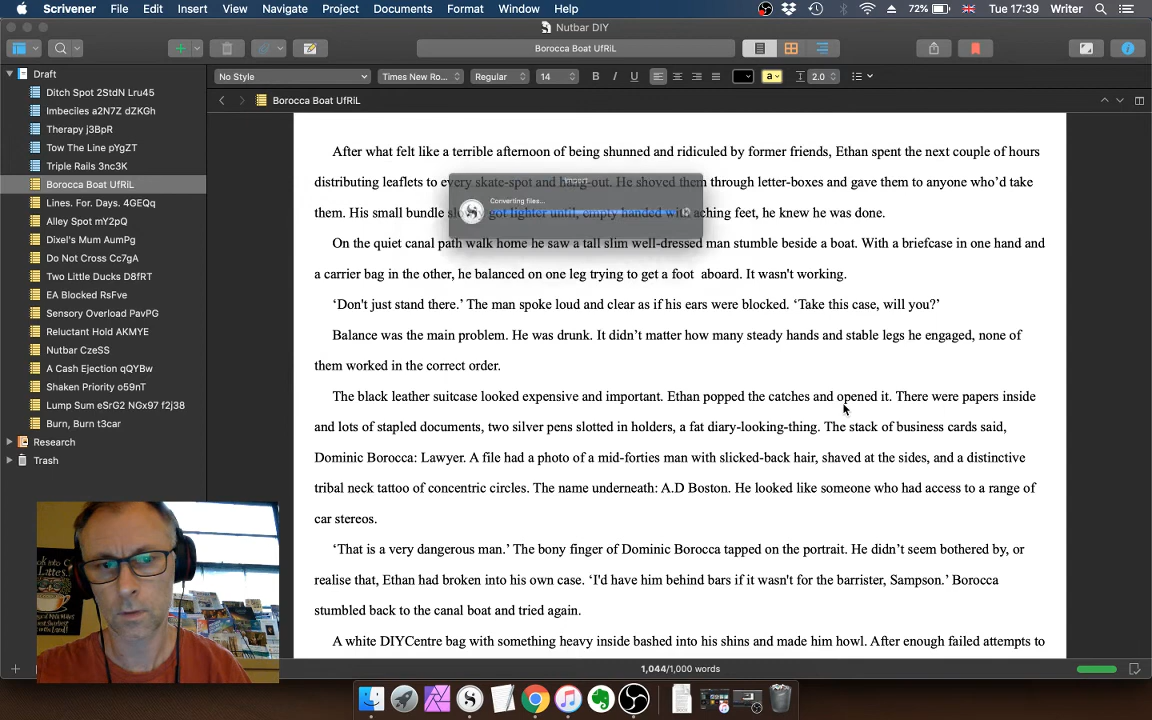 Scrivener File Edit Insert View Navigate Project Documents Format Window Help 72% Tue 17:39 Writer
Nutbar DIY
Borocca Boat UfRiL
No Style Times New Ro... Regular 14 B I U a 2.0
Borocca Boat UfRiL
Draft
Ditch Spot 2StdN Lru45
Imbeciles a2N7Z dZKGh
Therapy j3BpR
Tow The Line pYgZT
Triple Rails 3nc3K
Borocca Boat UfRiL
Lines. For. Days. 4GEQq
Alley Spot mY2pQ
Dixel's Mum AumPg
Do Not Cross Cc7gA
Two Little Ducks D8fRT
EA Blocked RsFve
Sensory Overload PavPG
Reluctant Hold AKMYE
Nutbar CzeSS
A Cash Ejection qQYBw
Shaken Priority o59nT
Lump Sum eSrG2 NGx97 f2j38
Burn, Burn t3car
Research
Trash
After what felt like a terrible afternoon of being shunned and ridiculed by former friends, Ethan spent the next couple of hours
distributing leaflets to every skate-spot and hang-out. He shoved them through letter-boxes and gave them to anyone who’d take
them. His small bundle got lighter until, empty handed with aching feet, he knew he was done.
Import
Converting files...
On the quiet canal path walk home he saw a tall slim well-dressed man stumble beside a boat. With a briefcase in one hand and
a carrier bag in the other, he balanced on one leg trying to get a foot aboard. It wasn't working.
‘Don't just stand there.’ The man spoke loud and clear as if his ears were blocked. ‘Take this case, will you?’
Balance was the main problem. He was drunk. It didn’t matter how many steady hands and stable legs he engaged, none of
them worked in the correct order.
The black leather suitcase looked expensive and important. Ethan popped the catches and opened it. There were papers inside
and lots of stapled documents, two silver pens slotted in holders, a fat diary-looking-thing. The stack of business cards said,
Dominic Borocca: Lawyer. A file had a photo of a mid-forties man with slicked-back hair, shaved at the sides, and a distinctive
tribal neck tattoo of concentric circles. The name underneath: A.D Boston. He looked like someone who had access to a range of
car stereos.
‘That is a very dangerous man.’ The bony finger of Dominic Borocca tapped on the portrait. He didn’t seem bothered by, or
realise that, Ethan had broken into his own case. ‘I'd have him behind bars if it wasn't for the barrister, Sampson.’ Borocca
stumbled back to the canal boat and tried again.
A white DIYCentre bag with something heavy inside bashed into his shins and made him howl. After enough failed attempts to
1,044/1,000 words